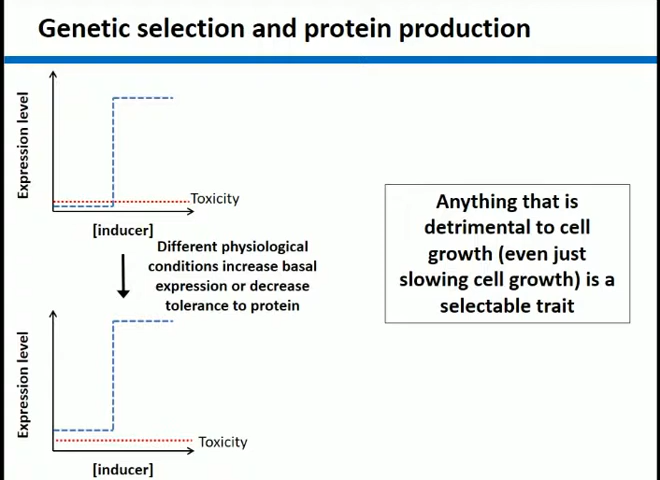 Genetic selection and protein production
Expression level
Toxicity
[inducer]
Different physiological
conditions increase basal
expression or decrease
tolerance to protein
Expression level
Toxicity
[inducer]
Anything that is
detrimental to cell
growth (even just
slowing cell growth) is a
selectable trait